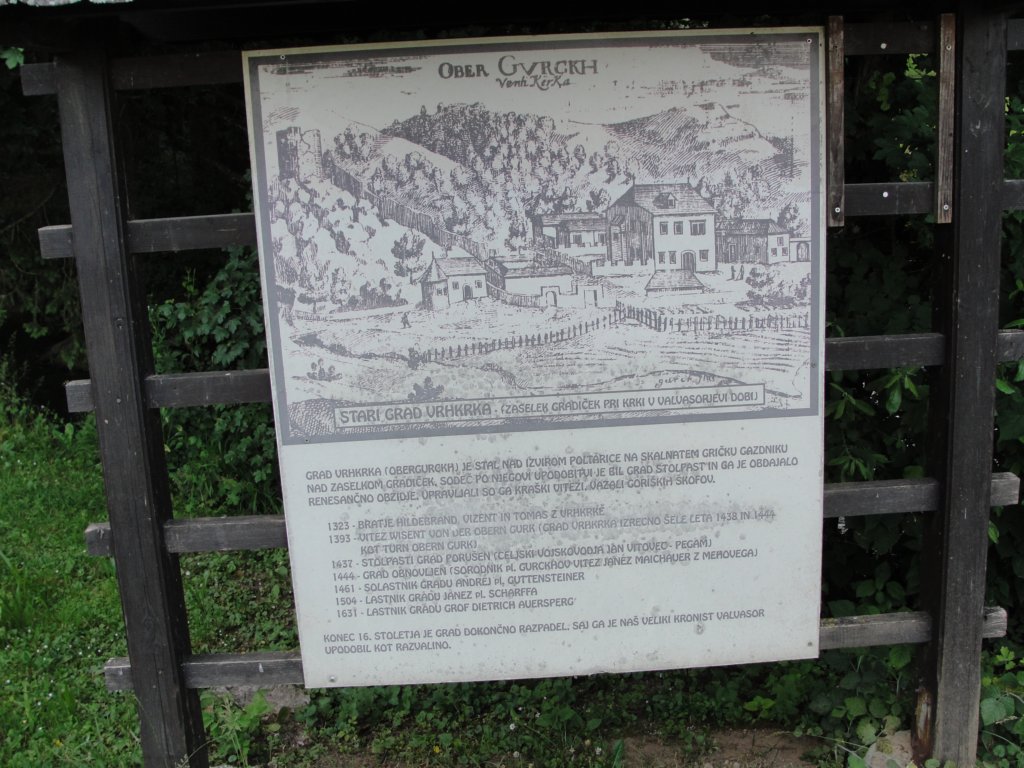 OBER GVRCKH
Verh KerKa
gurck flus
STARI GRAD VRHKRKA - (ZASELEK GRADIČEK PRI KRKI V VALVASORJEVI DOBI)
GRAD VRHKRKA (OBERGURCKH) JE STAL NAD IZVIROM POLTARICE NA SKALNATEM GRIČKU GAZDNIKU
NAD ZASELKOM GRADIČEK, SODEČ PO NJEGOVI UPODOBITVI JE BIL GRAD STOLPAST IN GA JE OBDAJALO
RENESANČNO OBZIDJE. UPRAVLJALI SO GA KRAŠKI VITEZI, VAZALI GORIŠKIH ŠKOFOV.
1323 - BRATJE HILDEBRAND, VIZENT IN TOMAS Z VRHKRKE
1393 - VITEZ WISENT VON DER OBERN GURK (GRAD VRHKRKA IZRECNO ŠELE LETA 1438 IN 1444
KOT TURN OBERN GURK)
1437 - STOLPASTI GRAD PORUŠEN (CELJSKI VOJSKOVODJA JAN VITOVEC - PEGAM)
1444 - GRAD OBNOVLJEN (SORODNIK pl. GURCKHOV VITEZ JANEZ MAICHAUER Z MEHOVEGA)
1461 - SOLASTNIK GRADU ANDREJ pl. GUTTENSTEINER
1504 - LASTNIK GRADU JANEZ pl. SCHARFFA
1631 - LASTNIK GRADU GROF DIETRICH AUERSPERG
KONEC 16. STOLETJA JE GRAD DOKONČNO RAZPADEL, SAJ GA JE NAŠ VELIKI KRONIST VALVASOR
UPODOBIL KOT RAZVALINO.